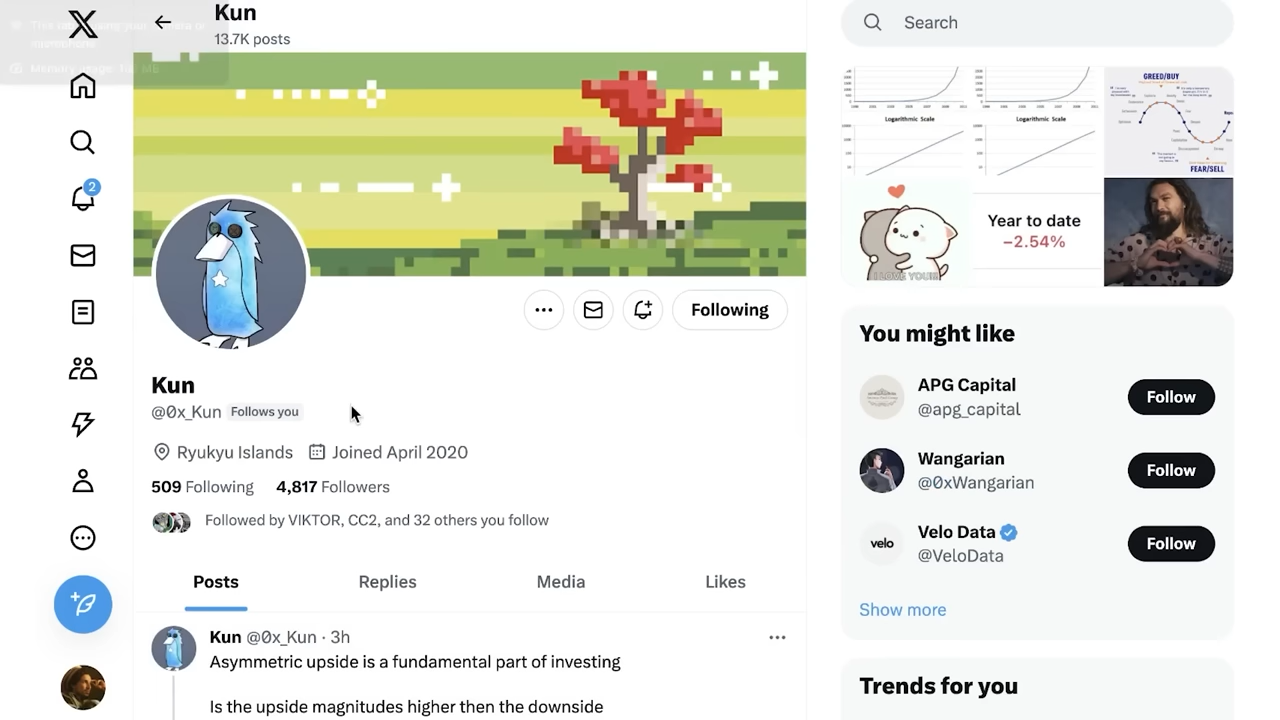 Kun
13.7K posts
Search
Logarithmic Scale
Logarithmic Scale
GREED/BUY
FEAR/SELL
I LOVE YOU!!!
Year to date
−2.54%
2
Following
Kun
@0x_Kun Follows you
Ryukyu Islands Joined April 2020
509 Following 4,817 Followers
Followed by VIKTOR, CC2, and 32 others you follow
Posts Replies Media Likes
Kun @0x_Kun · 3h
Asymmetric upside is a fundamental part of investing
Is the upside magnitudes higher then the downside
You might like
APG Capital
@apg_capital
Follow
Wangarian
@0xWangarian
Follow
velo
Velo Data
@VeloData
Follow
Show more
Trends for you